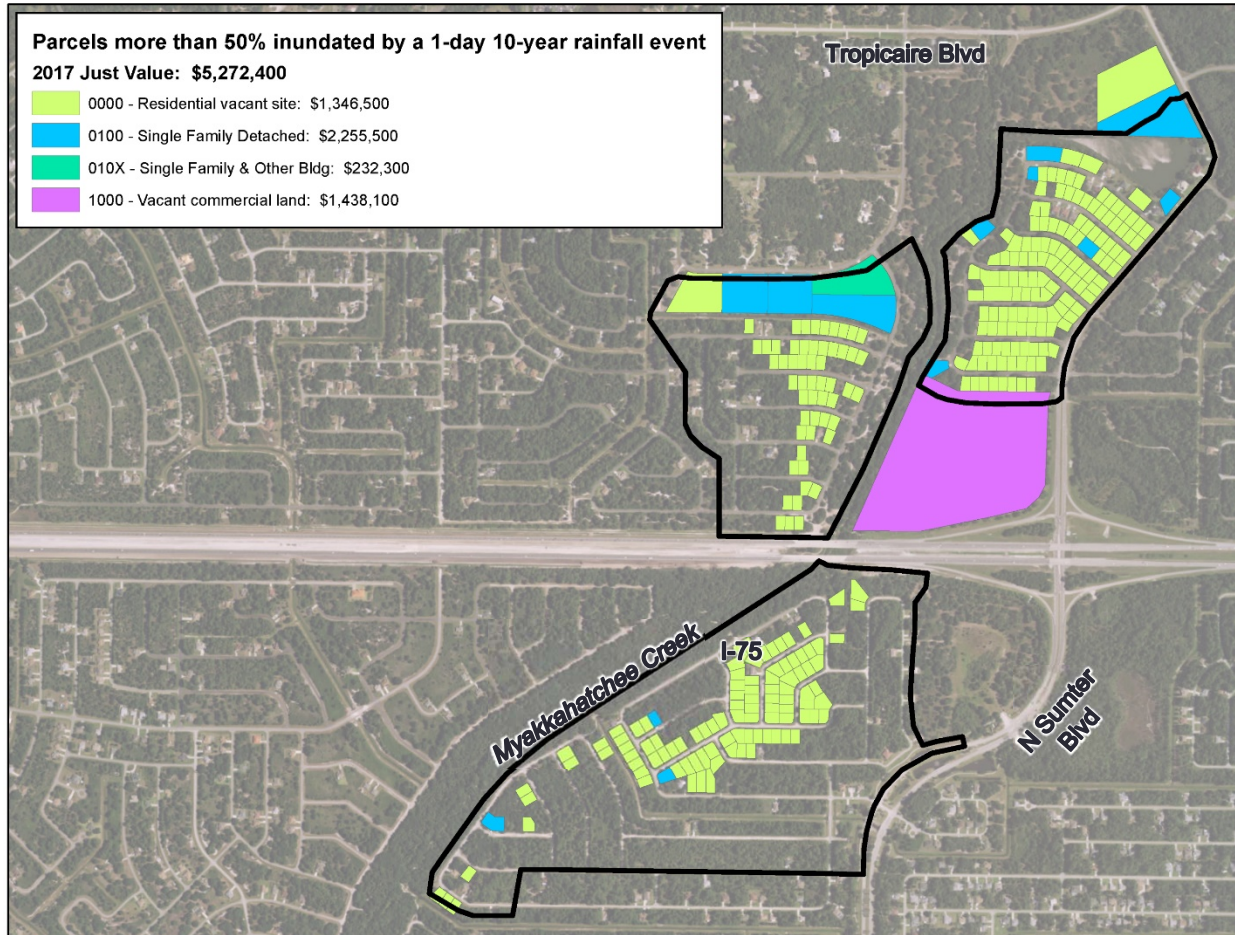 Parcels more than 50% inundated by a 1-day 10-year rainfall event
2017 Just Value: $5,272,400
0000 - Residential vacant site: $1,346,500
0100 - Single Family Detached: $2,255,500
010X - Single Family & Other Bldg: $232,300
1000 - Vacant commercial land: $1,438,100
Tropicaire Blvd
I-75
Myakkahatchee Creek
N Sumter
Blvd